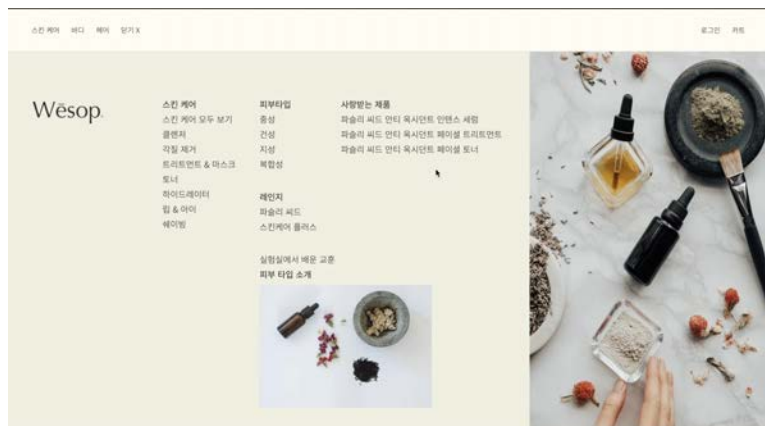 스킨 케어 바디 헤어 닫기 X
로그인 카트
Wēsop.
스킨 케어
스킨 케어 모두 보기
클렌저
각질 제거
트리트먼트 & 마스크
토너
하이드레이터
립 & 아이
쉐이빙
피부타입
중성
건성
지성
복합성
레인지
파슬리 씨드
스킨케어 플러스
실험실에서 배운 교훈
피부 타입 소개
사랑받는 제품
파슬리 씨드 안티 옥시던트 인텐스 세럼
파슬리 씨드 안티 옥시던트 페이셜 트리트먼트
파슬리 씨드 안티 옥시던트 페이셜 토너